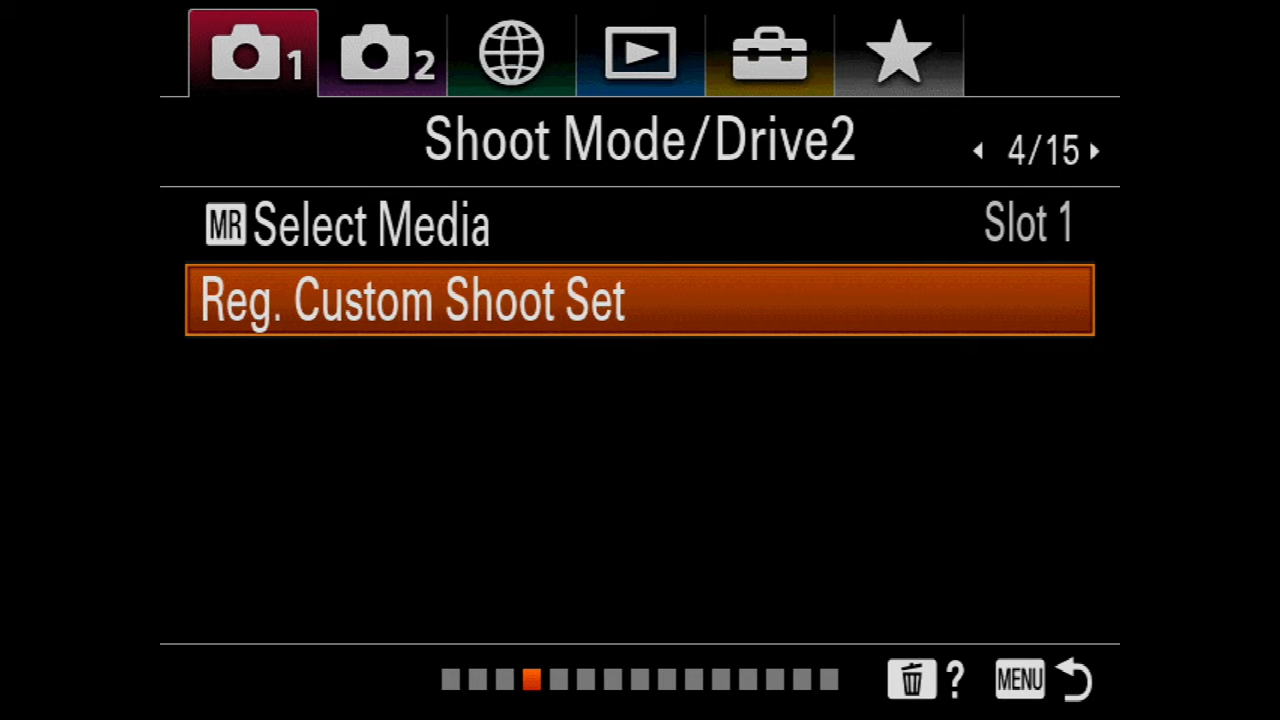 1 2
Shoot Mode/Drive2
4/15
MR Select Media Slot 1
Reg. Custom Shoot Set
? MENU